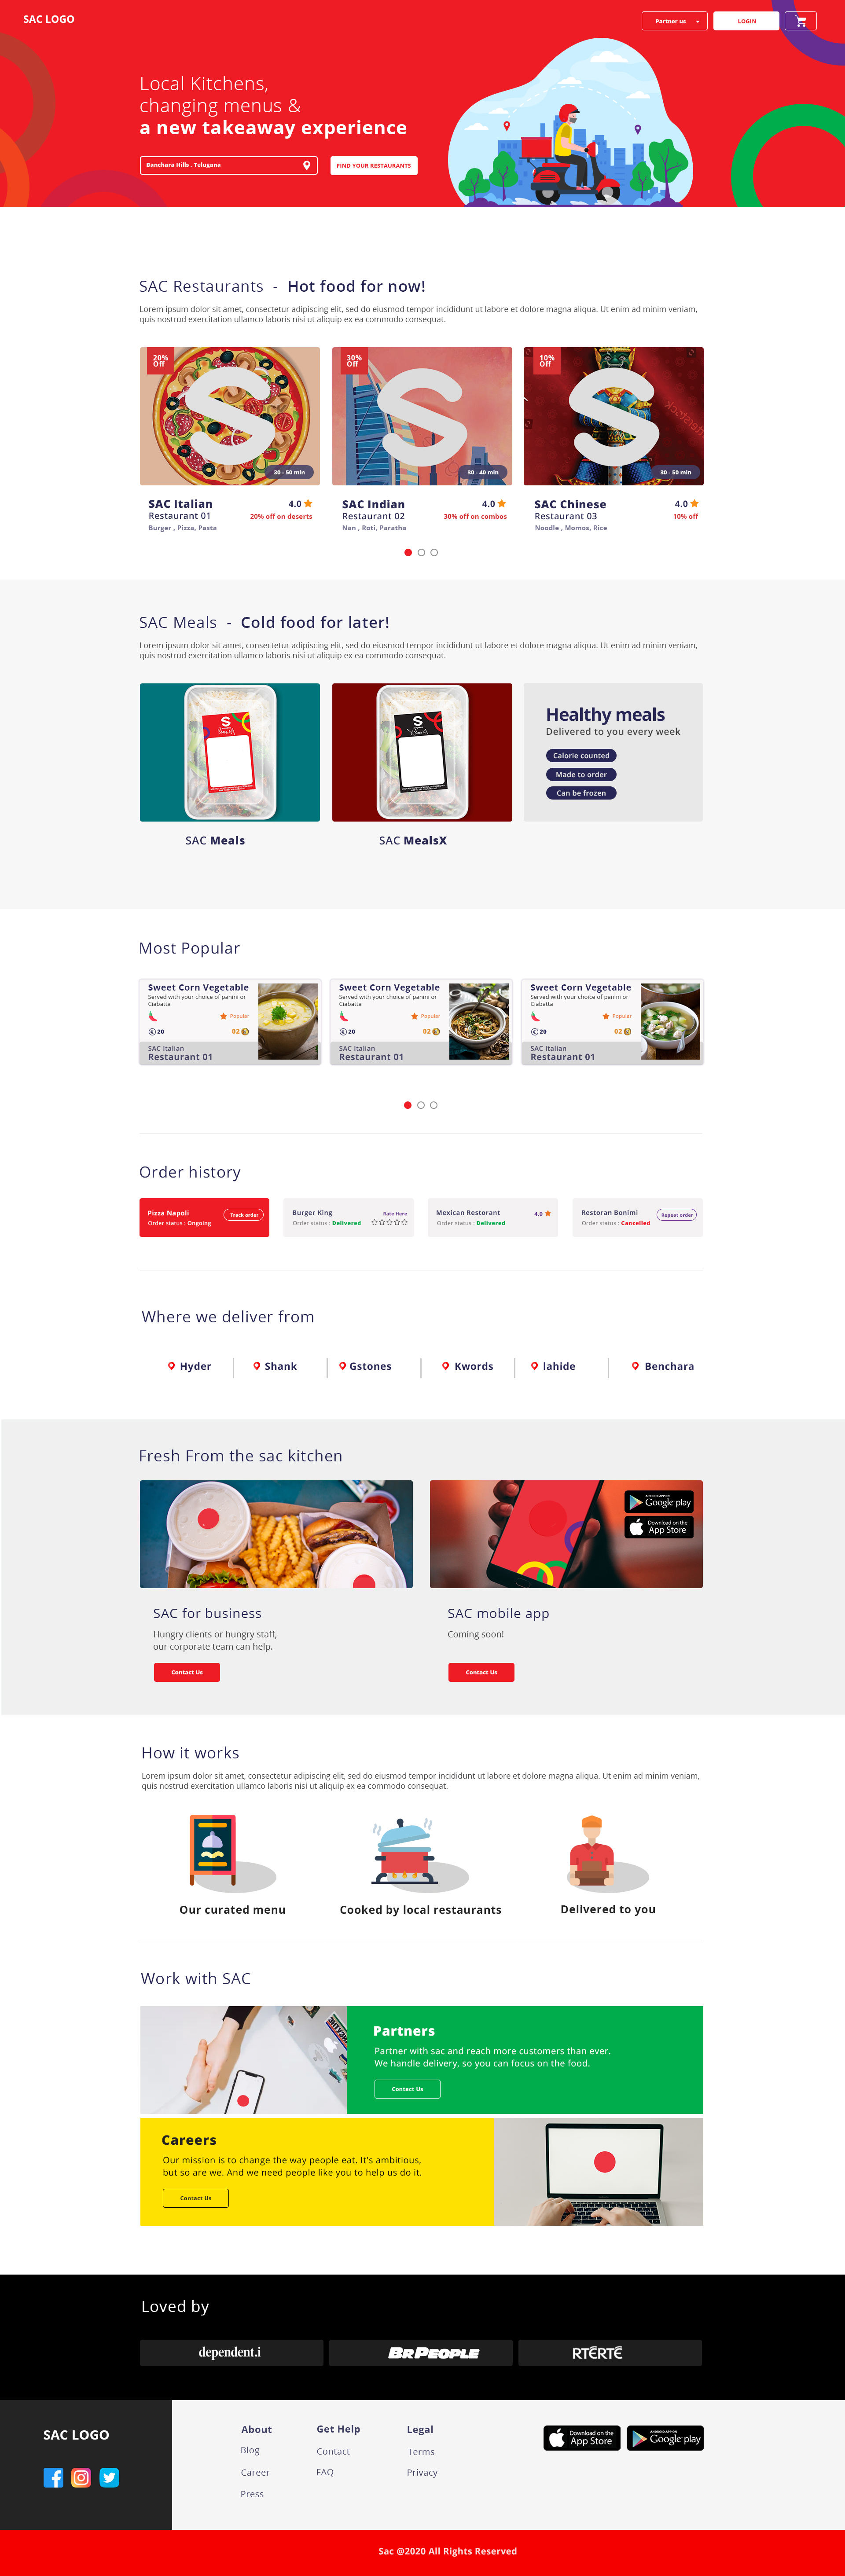 SAC LOGO
Partner us
LOGIN
Local Kitchens,
changing menus &
a new takeaway experience
Banchara Hills , Telugana
FIND YOUR RESTAURANTS
SAC Restaurants - Hot food for now!
Lorem ipsum dolor sit amet, consectetur adipiscing elit, sed do eiusmod tempor incididunt ut labore et dolore magna aliqua. Ut enim ad minim veniam,
quis nostrud exercitation ullamco laboris nisi ut aliquip ex ea commodo consequat.
20%
Off
30 - 50 min
30%
Off
30 - 40 min
10%
Off
30 - 50 min
SAC Italian
4.0
Restaurant 01
20% off on deserts
Burger , Pizza, Pasta
SAC Indian
4.0
Restaurant 02
30% off on combos
Nan , Roti, Paratha
SAC Chinese
4.0
Restaurant 03
10% off
Noodle , Momos, Rice
SAC Meals - Cold food for later!
Lorem ipsum dolor sit amet, consectetur adipiscing elit, sed do eiusmod tempor incididunt ut labore et dolore magna aliqua. Ut enim ad minim veniam,
quis nostrud exercitation ullamco laboris nisi ut aliquip ex ea commodo consequat.
Healthy meals
Delivered to you every week
Calorie counted
Made to order
Can be frozen
SAC Meals
SAC MealsX
Most Popular
Sweet Corn Vegetable
Served with your choice of panini or
Ciabatta
Popular
20
02
SAC Italian
Restaurant 01
Sweet Corn Vegetable
Served with your choice of panini or
Ciabatta
Popular
20
02
SAC Italian
Restaurant 01
Sweet Corn Vegetable
Served with your choice of panini or
Ciabatta
Popular
20
02
SAC Italian
Restaurant 01
Order history
Pizza Napoli
Order status : Ongoing
Track order
Burger King
Order status : Delivered
Rate Here
Mexican Restorant
Order status : Delivered
4.0
Restoran Bonimi
Order status : Cancelled
Repeat order
Where we deliver from
Hyder
Shank
Gstones
Kwords
lahide
Benchara
Fresh From the sac kitchen
ANDROID APP ON
Google play
Download on the
App Store
SAC for business
Hungry clients or hungry staff,
our corporate team can help.
Contact Us
SAC mobile app
Coming soon!
Contact Us
How it works
Lorem ipsum dolor sit amet, consectetur adipiscing elit, sed do eiusmod tempor incididunt ut labore et dolore magna aliqua. Ut enim ad minim veniam,
quis nostrud exercitation ullamco laboris nisi ut aliquip ex ea commodo consequat.
Our curated menu
Cooked by local restaurants
Delivered to you
Work with SAC
Partners
Partner with sac and reach more customers than ever.
We handle delivery, so you can focus on the food.
Contact Us
Careers
Our mission is to change the way people eat. It's ambitious,
but so are we. And we need people like you to help us do it.
Contact Us
Loved by
dependent.i
BRPEOPLE
RTÉRTÉ
SAC LOGO
About
Blog
Career
Press
Get Help
Contact
FAQ
Legal
Terms
Privacy
Download on the
App Store
ANDROID APP ON
Google play
Sac @2020 All Rights Reserved